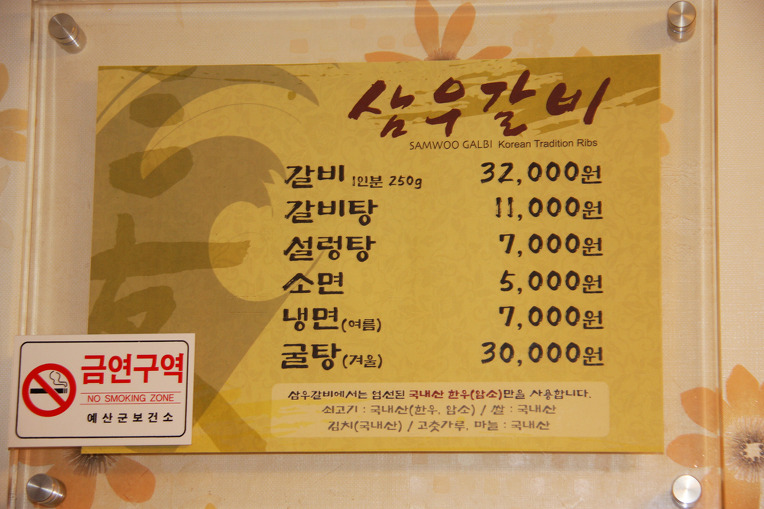 삼우갈비
SAMWOO GALBI Korean Tradition Ribs
갈비 1인분 250g 32,000원
갈비탕 11,000원
설렁탕 7,000원
소면 5,000원
냉면(여름) 7,000원
굴탕(겨울) 30,000원
삼우갈비에서는 엄선된 국내산 한우(암소)만을 사용합니다.
쇠고기 : 국내산(한우, 암소) / 쌀 : 국내산
김치(국내산) / 고춧가루, 마늘 : 국내산
금연구역
NO SMOKING ZONE
예산군보건소